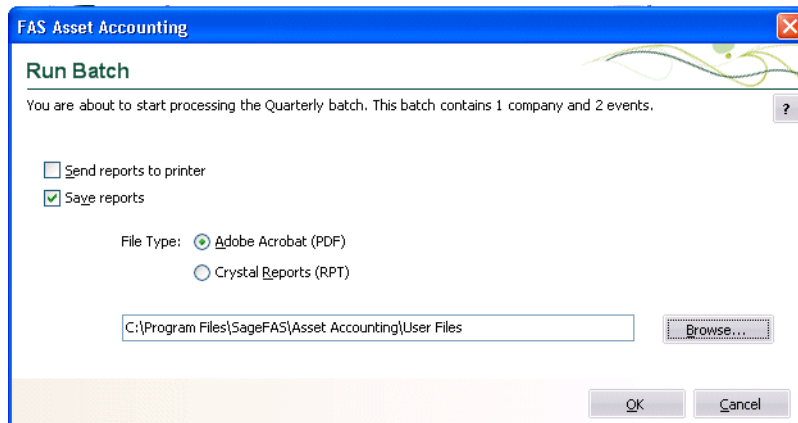 FAS Asset Accounting
Run Batch
You are about to start processing the Quarterly batch. This batch contains 1 company and 2 events.
?
Send reports to printer
Save reports
File Type: Adobe Acrobat (PDF)
Crystal Reports (RPT)
C:\Program Files\SageFAS\Asset Accounting\User Files
Browse...
OK Cancel